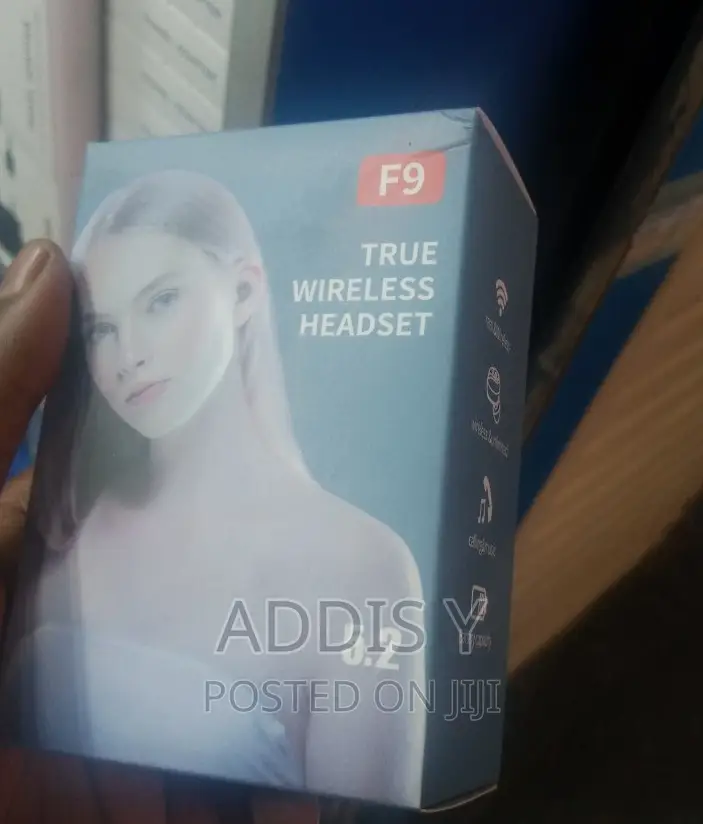 F9
TRUE
WIRELESS
HEADSET
5.2
ADDIS Y
POSTED ON JIJI